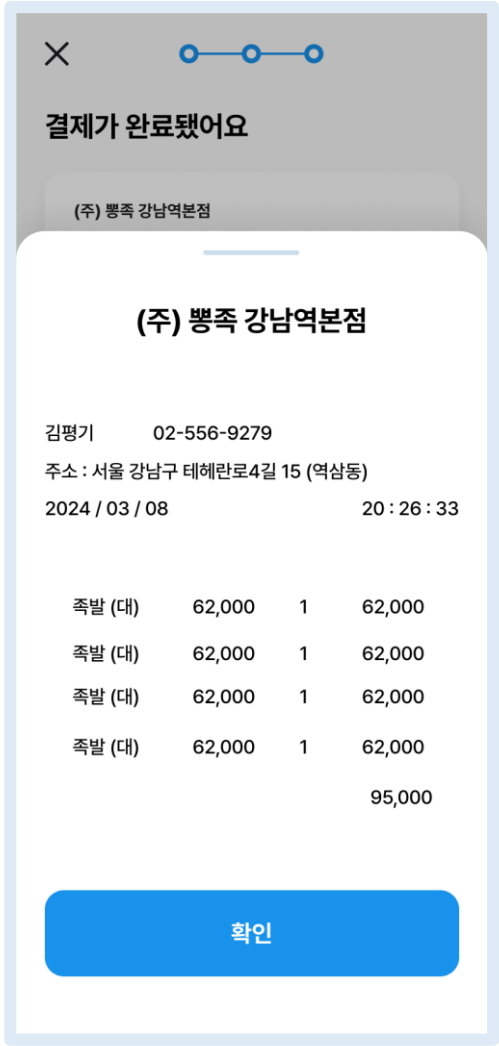 결제가 완료됐어요
(주) 뽕족 강남역본점
(주) 뽕족 강남역본점
김평기 02-556-9279
주소 : 서울 강남구 테헤란로4길 15 (역삼동)
2024 / 03 / 08 20 : 26 : 33
족발 (대) 62,000 1 62,000
족발 (대) 62,000 1 62,000
족발 (대) 62,000 1 62,000
족발 (대) 62,000 1 62,000
95,000
확인